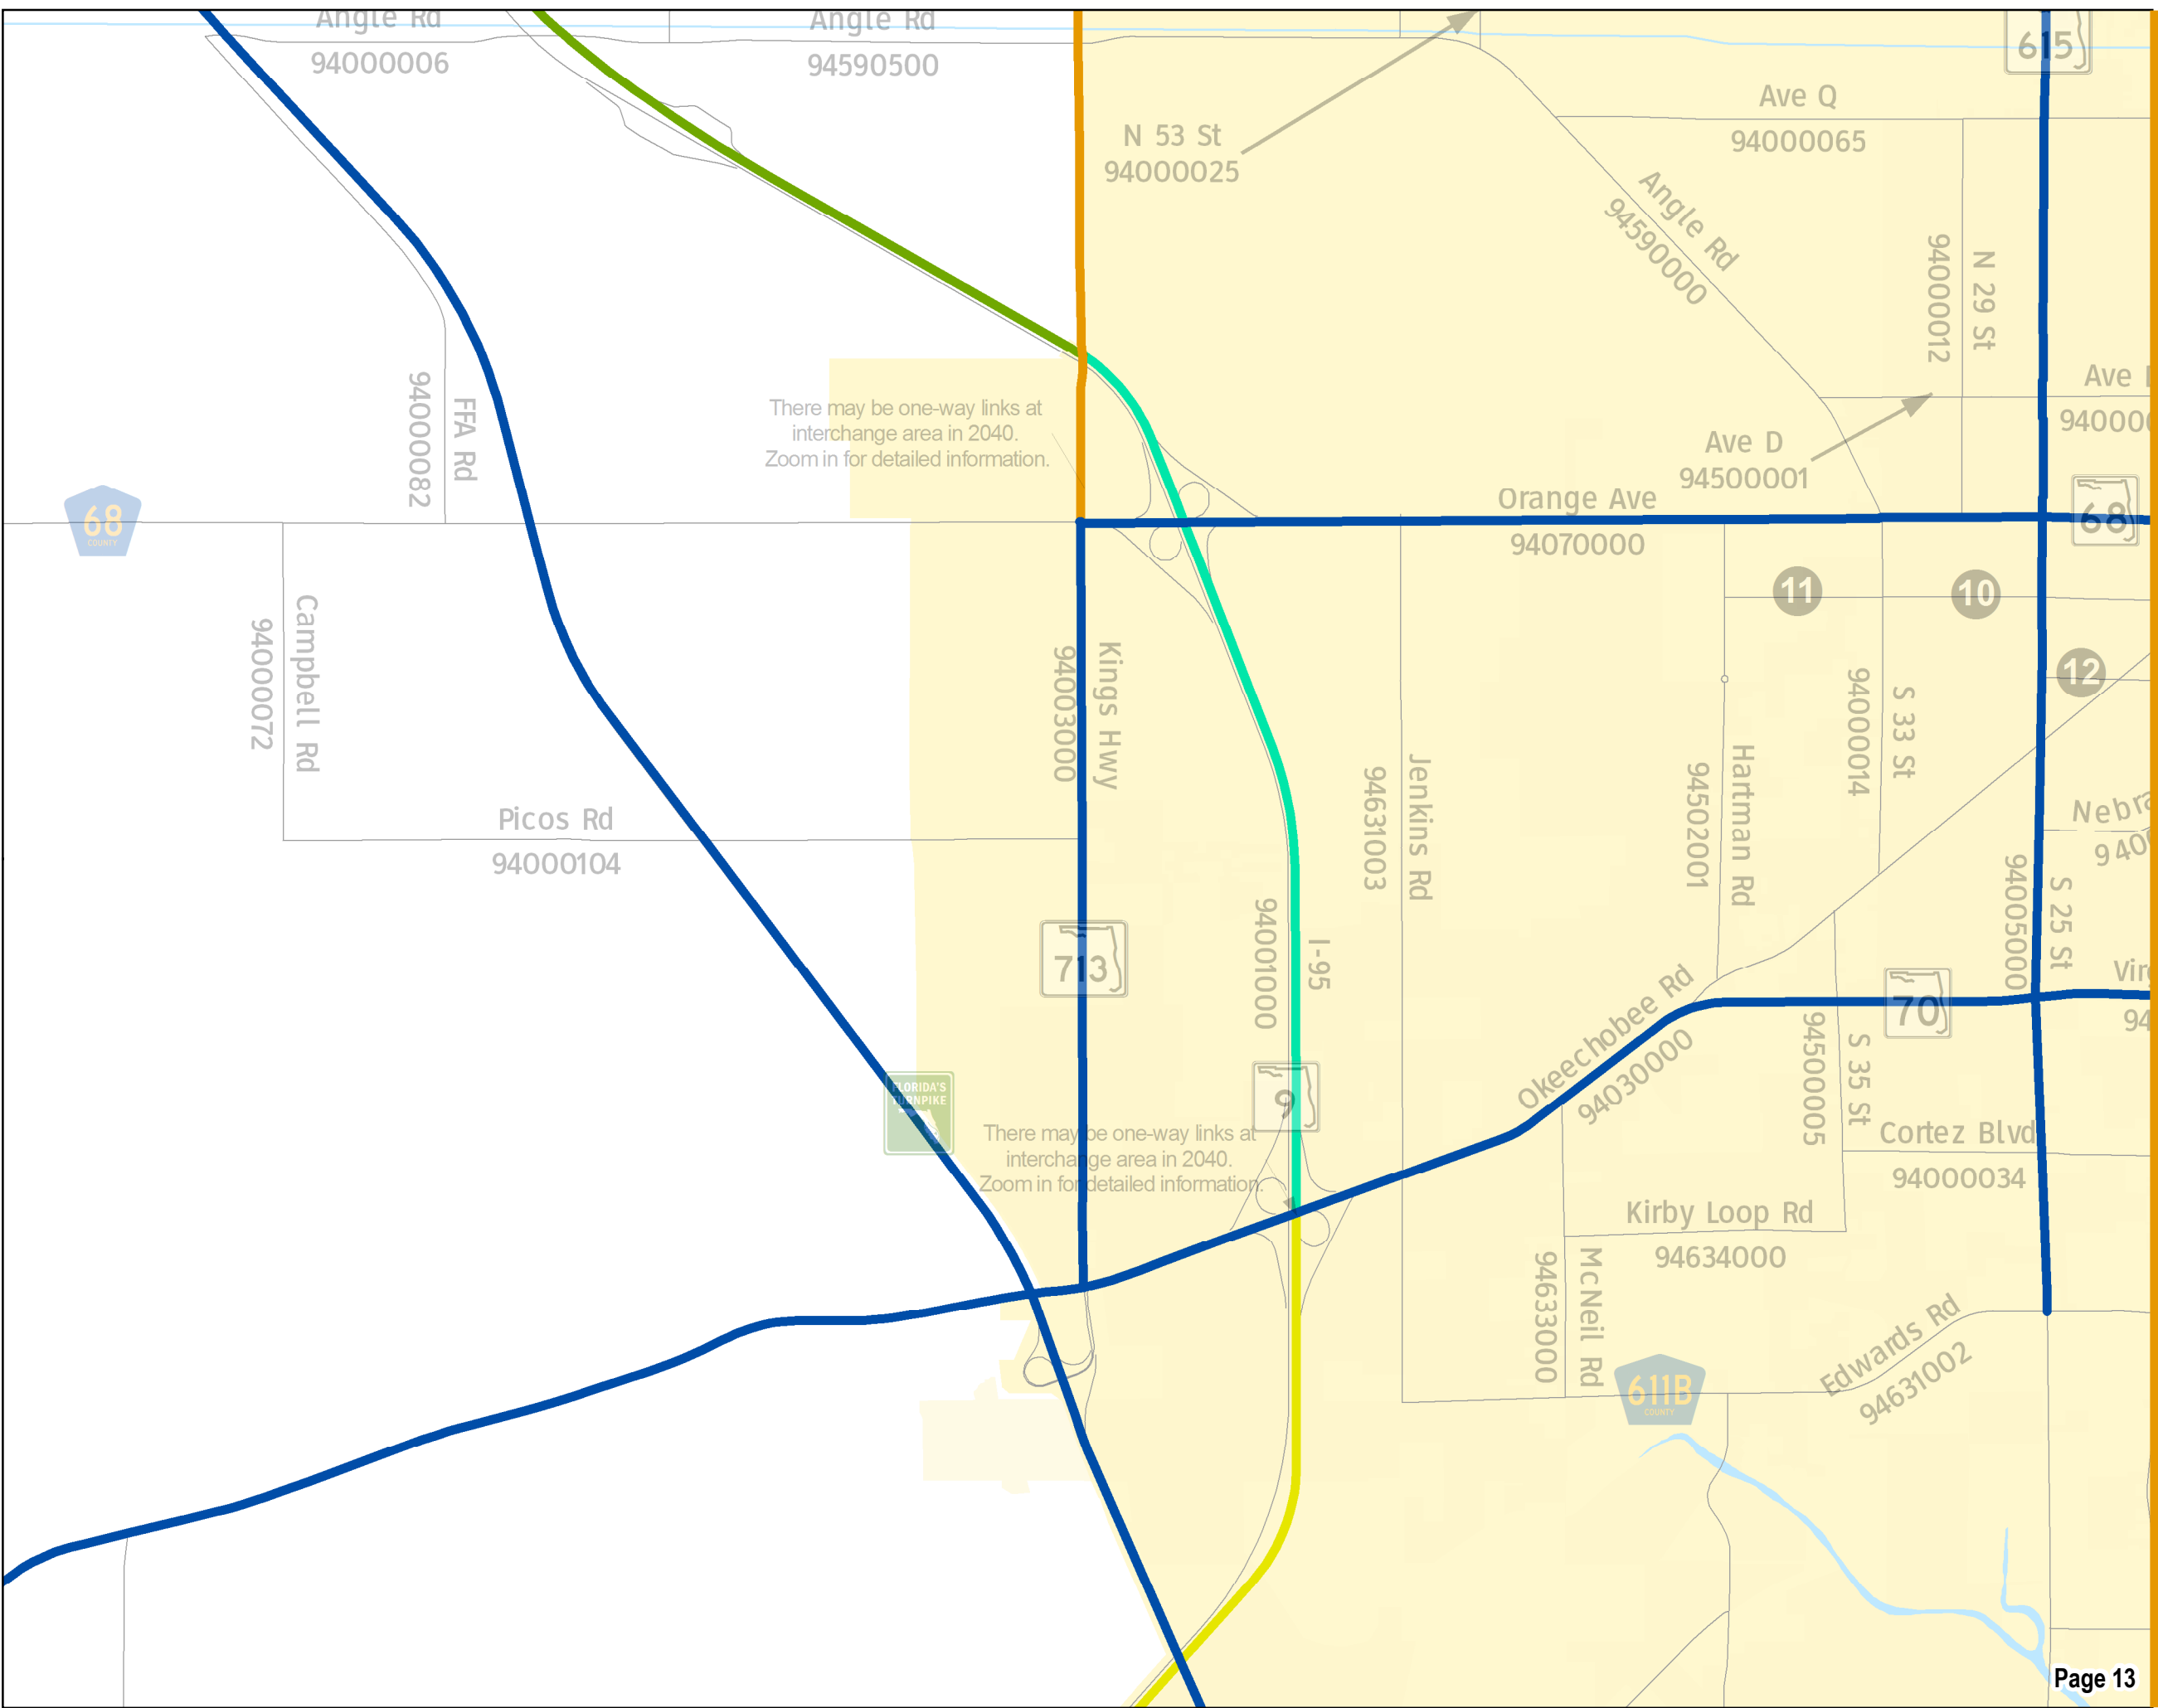 Angle Rd
94000006
Angle Rd
94590500
615
Ave Q
94000065
N 53 St
94000025
Angle Rd
94590000
N 29 St
94000012
Ave
Ave D
94500001
There may be one-way links at
interchange area in 2040.
Zoom in for detailed information.
FFA Rd
94000082
68
COUNTY
Orange Ave
94070000
68
11
10
12
Campbell Rd
94000072
Kings Hwy
94003000
S 33 St
94000014
Jenkins Rd
94631003
Hartman Rd
94502001
Picos Rd
94000104
S 25 St
94005000
I-95
94001000
713
Okeechobee Rd
94030000
70
S 35 St
94500005
9
FLORIDA'S
TURNPIKE
There may be one-way links at
interchange area in 2040.
Zoom in for detailed information.
Cortez Blvd
94000034
Kirby Loop Rd
94634000
McNeil Rd
94633000
Edwards Rd
94631002
611B
COUNTY
Page 13